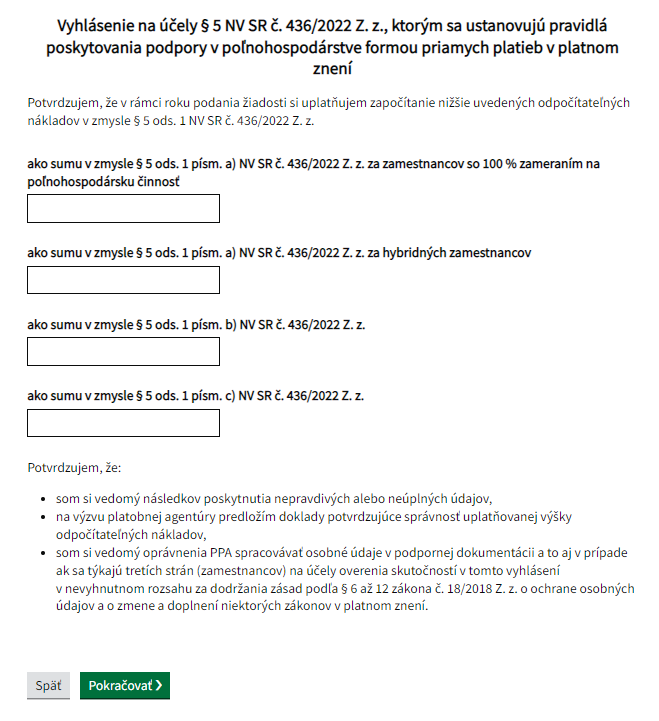 Vyhlásenie na účely § 5 NV SR č. 436/2022 Z. z., ktorým sa ustanovujú pravidlá
poskytovania podpory v poľnohospodárstve formou priamych platieb v platnom
znení
Potvrdzujem, že v rámci roku podania žiadosti si uplatňujem započítanie nižšie uvedených odpočítateľných
nákladov v zmysle § 5 ods. 1 NV SR č. 436/2022 Z. z.
ako sumu v zmysle § 5 ods. 1 písm. a) NV SR č. 436/2022 Z. z. za zamestnancov so 100 % zameraním na
poľnohospodársku činnosť
ako sumu v zmysle § 5 ods. 1 písm. a) NV SR č. 436/2022 Z. z. za hybridných zamestnancov
ako sumu v zmysle § 5 ods. 1 písm. b) NV SR č. 436/2022 Z. z.
ako sumu v zmysle § 5 ods. 1 písm. c) NV SR č. 436/2022 Z. z.
Potvrdzujem, že:
• som si vedomý následkov poskytnutia nepravdivých alebo neúplných údajov,
• na výzvu platobnej agentúry predložím doklady potvrdzujúce správnosť uplatňovanej výšky
odpočítateľných nákladov,
• som si vedomý oprávnenia PPA spracovávať osobné údaje v podpornej dokumentácii a to aj v prípade
ak sa týkajú tretích strán (zamestnancov) na účely overenia skutočností v tomto vyhlásení
v nevyhnutnom rozsahu za dodržania zásad podľa § 6 až 12 zákona č. 18/2018 Z. z. o ochrane osobných
údajov a o zmene a doplnení niektorých zákonov v platnom znení.
Späť
Pokračovať ❯